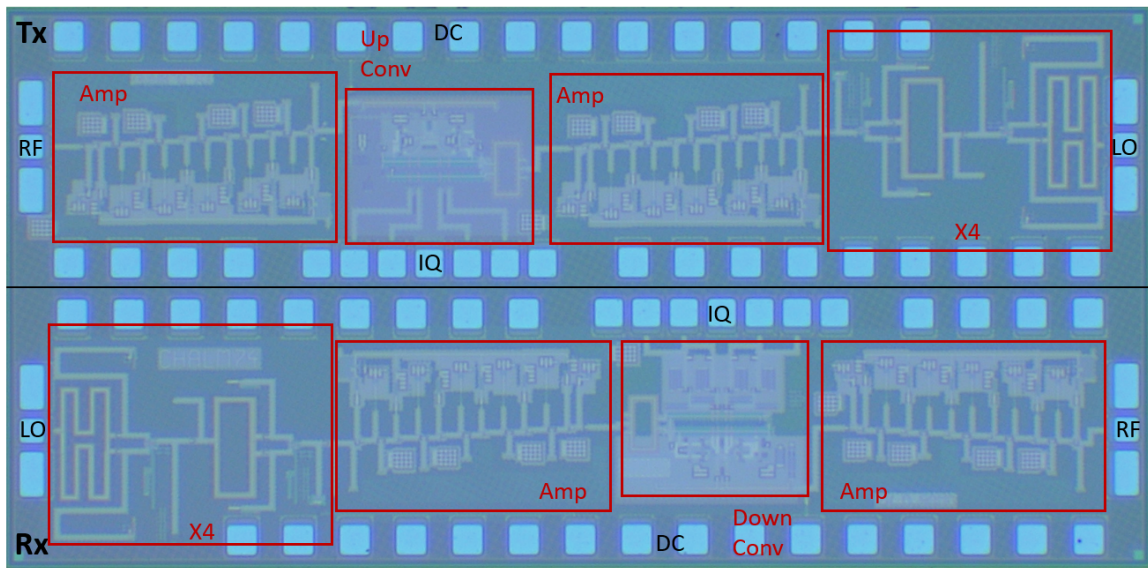 Tx
DC
Up
Conv
Amp
Amp
RF
LO
X4
IQ
IQ
LO
RF
Amp
Amp
X4
Down
Conv
Rx
DC